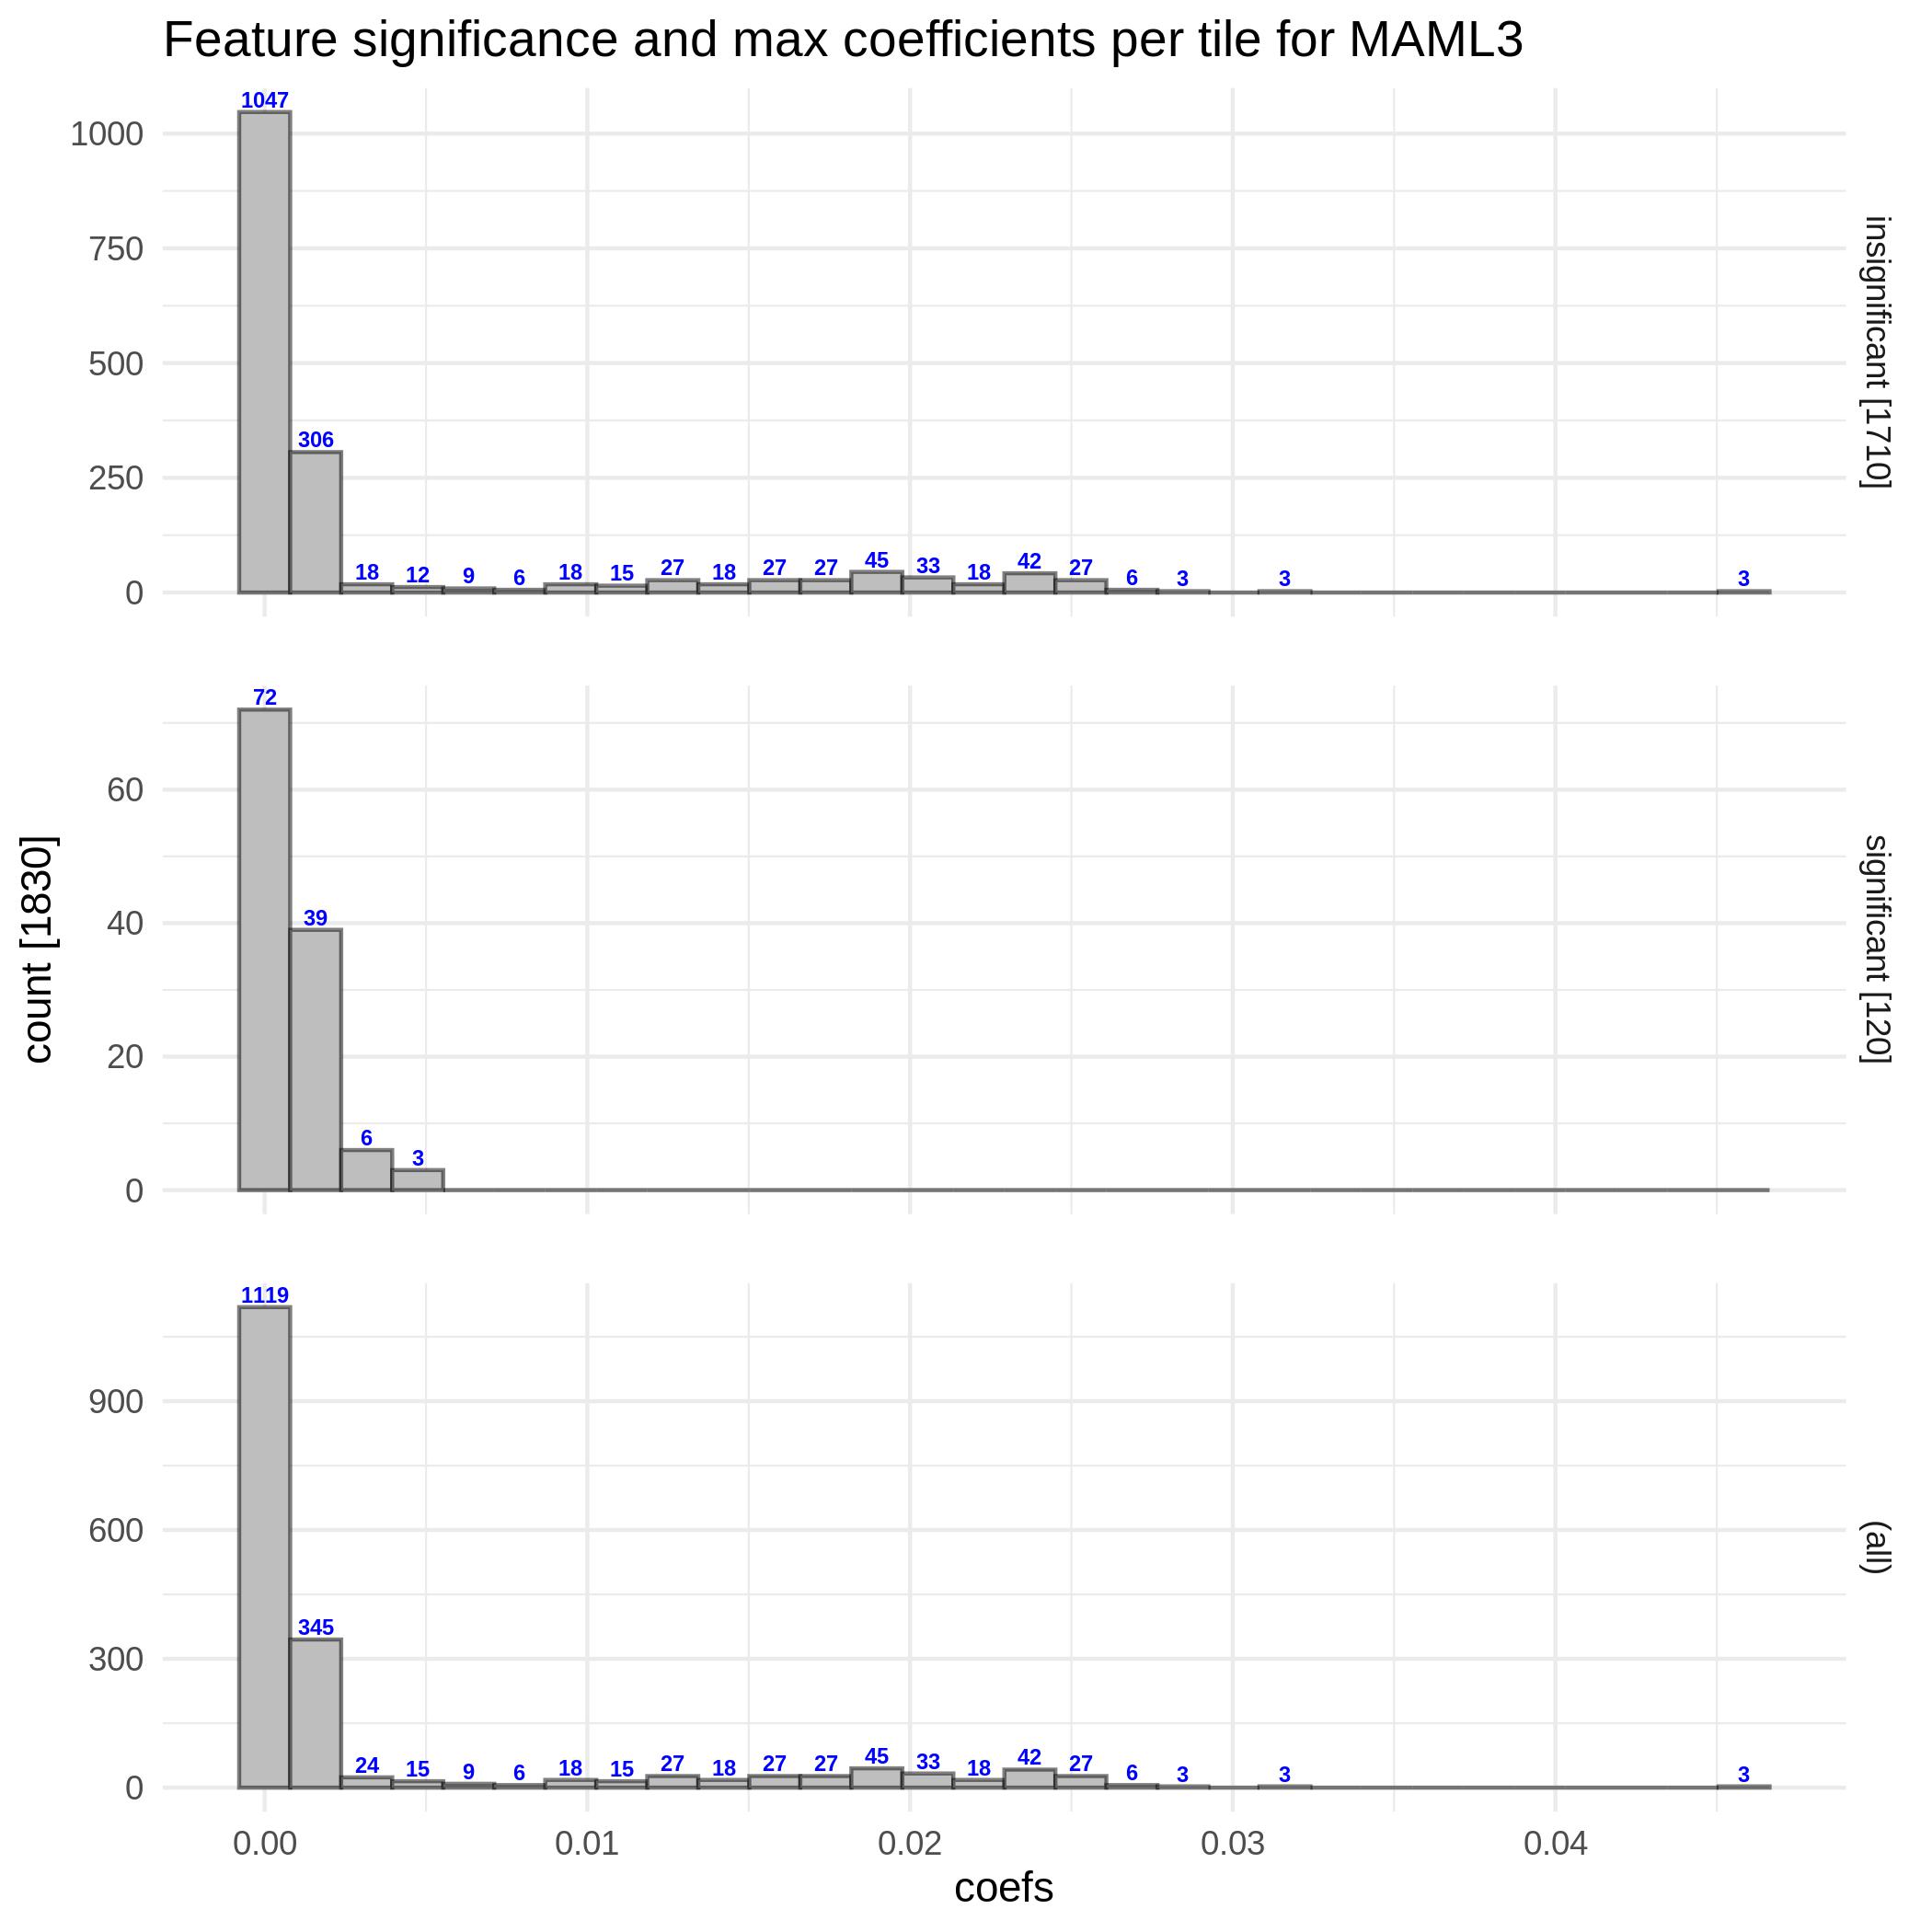 Feature significance and max coefficients per tile for MAML3
1047
1000
750
500
306
250
18 12 9 6 18 15 27 18 27 27 45 33 18 42 27 6 3 3 3
0
insignificant [1710]
72
60
39
40
20
6
3
0
significant [120]
count [1830]
1119
900
600
345
300
24 15 9 6 18 15 27 18 27 27 45 33 18 42 27 6 3 3 3
0
(all)
0.00 0.01 0.02 0.03 0.04
coefs